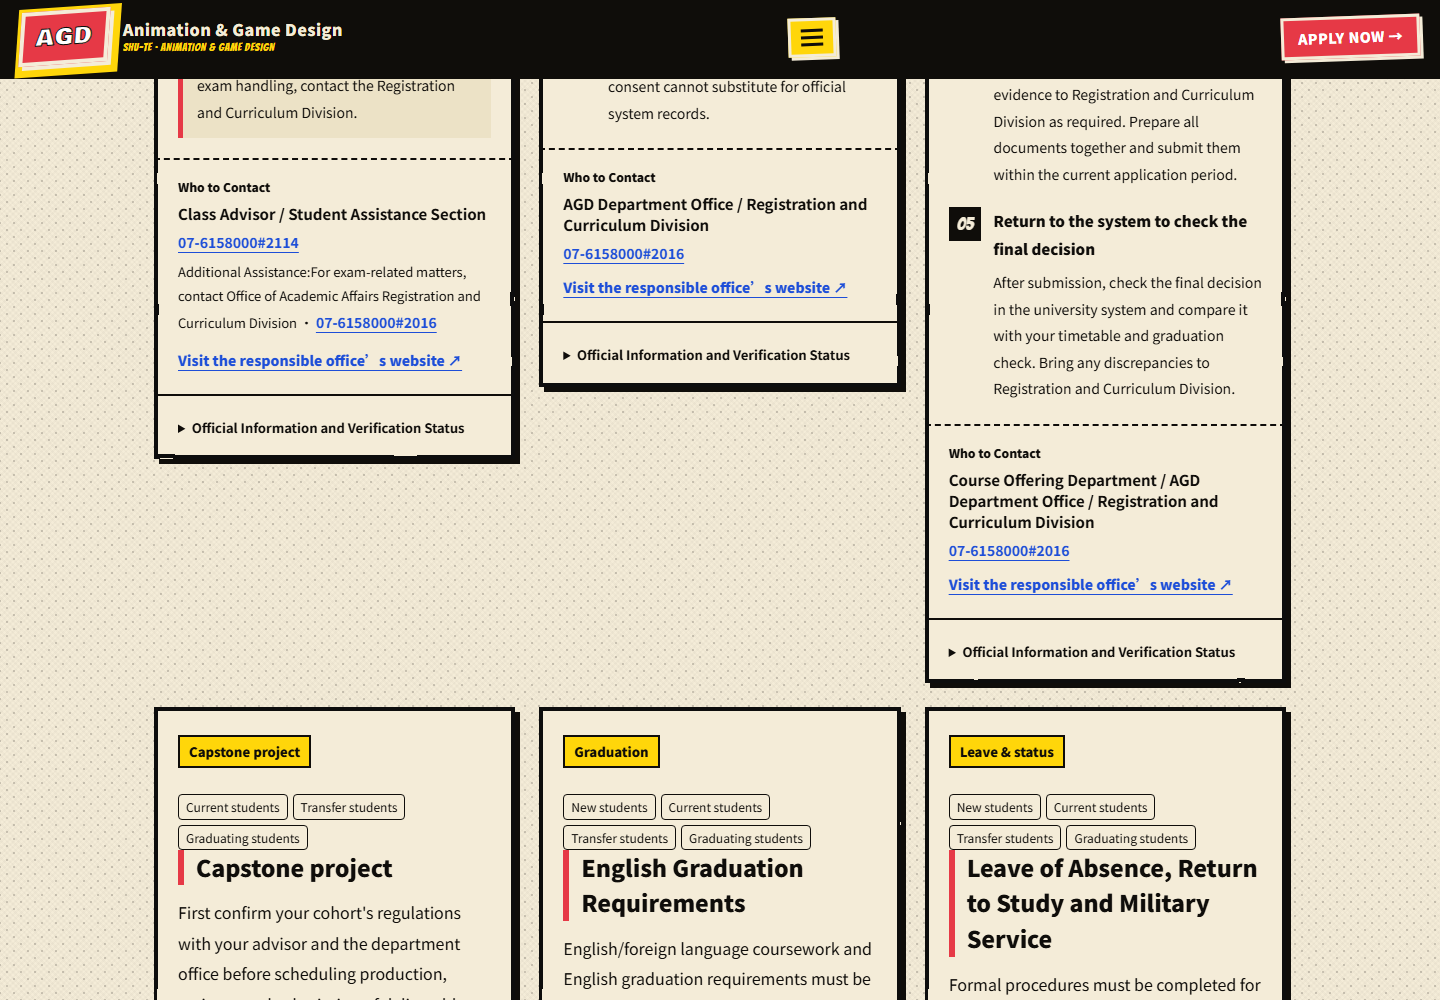 AGD
Animation & Game Design
SHU-TE · ANIMATION & GAME DESIGN
APPLY NOW →
exam handling, contact the Registration
and Curriculum Division.
Who to Contact
Class Advisor / Student Assistance Section
07-6158000#2114
Additional Assistance:For exam-related matters,
contact Office of Academic Affairs Registration and
Curriculum Division ・ 07-6158000#2016
Visit the responsible office’s website ↗
▶ Official Information and Verification Status
consent cannot substitute for official
system records.
Who to Contact
AGD Department Office / Registration and
Curriculum Division
07-6158000#2016
Visit the responsible office’s website ↗
▶ Official Information and Verification Status
evidence to Registration and Curriculum
Division as required. Prepare all
documents together and submit them
within the current application period.
05
Return to the system to check the
final decision
After submission, check the final decision
in the university system and compare it
with your timetable and graduation
check. Bring any discrepancies to
Registration and Curriculum Division.
Who to Contact
Course Offering Department / AGD
Department Office / Registration and
Curriculum Division
07-6158000#2016
Visit the responsible office’s website ↗
▶ Official Information and Verification Status
Capstone project
Current students
Transfer students
Graduating students
Capstone project
First confirm your cohort's regulations
with your advisor and the department
office before scheduling production,
Graduation
New students
Current students
Transfer students
Graduating students
English Graduation
Requirements
English/foreign language coursework and
English graduation requirements must be
Leave & status
New students
Current students
Transfer students
Graduating students
Leave of Absence, Return
to Study and Military
Service
Formal procedures must be completed for